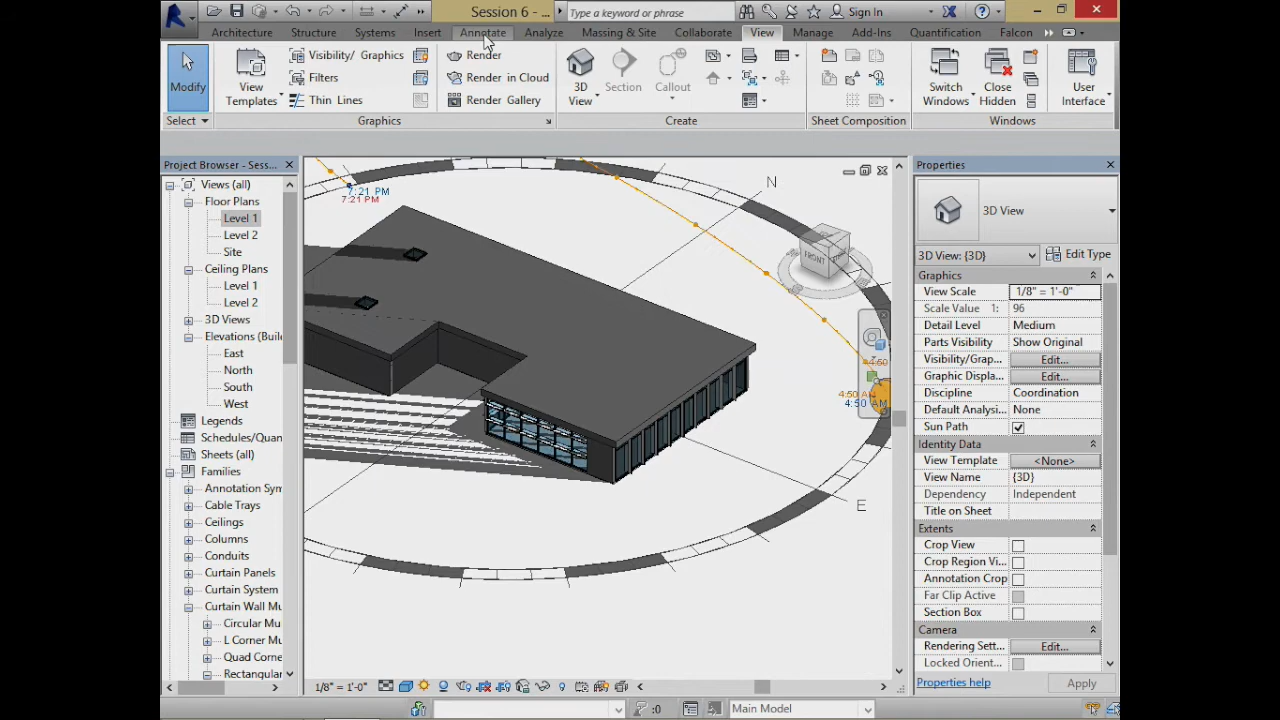 Session 6 - ...
Type a keyword or phrase
Sign In
Architecture Structure Systems Insert Annotate Analyze Massing & Site Collaborate View Manage Add-Ins Quantification Falcon
Modify
View Templates
Visibility/ Graphics
Filters
Thin Lines
Render
Render in Cloud
Render Gallery
3D View
Section
Callout
Switch Windows
Close Hidden
User Interface
Select Graphics Create Sheet Composition Windows
Project Browser - Sess...
Views (all)
Floor Plans
Level 1
Level 2
Site
Ceiling Plans
Level 1
Level 2
3D Views
Elevations (Buil
East
North
South
West
Legends
Schedules/Quan
Sheets (all)
Families
Annotation Sym
Cable Trays
Ceilings
Columns
Conduits
Curtain Panels
Curtain System
Curtain Wall Mu
Circular Mu
L Corner Mu
Quad Corne
Rectangular
7:21 PM
7:21 PM
N
FRONT
4:50
4:50 AM
4:50 AM
E
Properties
3D View
3D View: {3D} Edit Type
Graphics
View Scale 1/8" = 1'-0"
Scale Value 1: 96
Detail Level Medium
Parts Visibility Show Original
Visibility/Grap... Edit...
Graphic Displa... Edit...
Discipline Coordination
Default Analysi... None
Sun Path
Identity Data
View Template <None>
View Name {3D}
Dependency Independent
Title on Sheet
Extents
Crop View
Crop Region Vi...
Annotation Crop
Far Clip Active
Section Box
Camera
Rendering Sett... Edit...
Locked Orient...
Properties help Apply
1/8" = 1'-0"
:0
Main Model